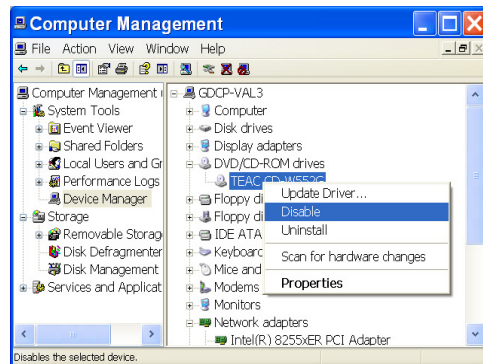 Computer Management
File Action View Window Help
Computer Management
System Tools
Event Viewer
Shared Folders
Local Users and Gr
Performance Logs
Device Manager
Storage
Removable Storag
Disk Defragmenter
Disk Management
Services and Applicat
GDCP-VAL3
Computer
Disk drives
Display adapters
DVD/CD-ROM drives
TEAC CD-W552G
Floppy di
Floppy di
IDE ATA
Keyboarc
Mice and
Modems
Monitors
Network adapters
Intel(R) 8255xER PCI Adapter
Update Driver...
Disable
Uninstall
Scan for hardware changes
Properties
Disables the selected device.